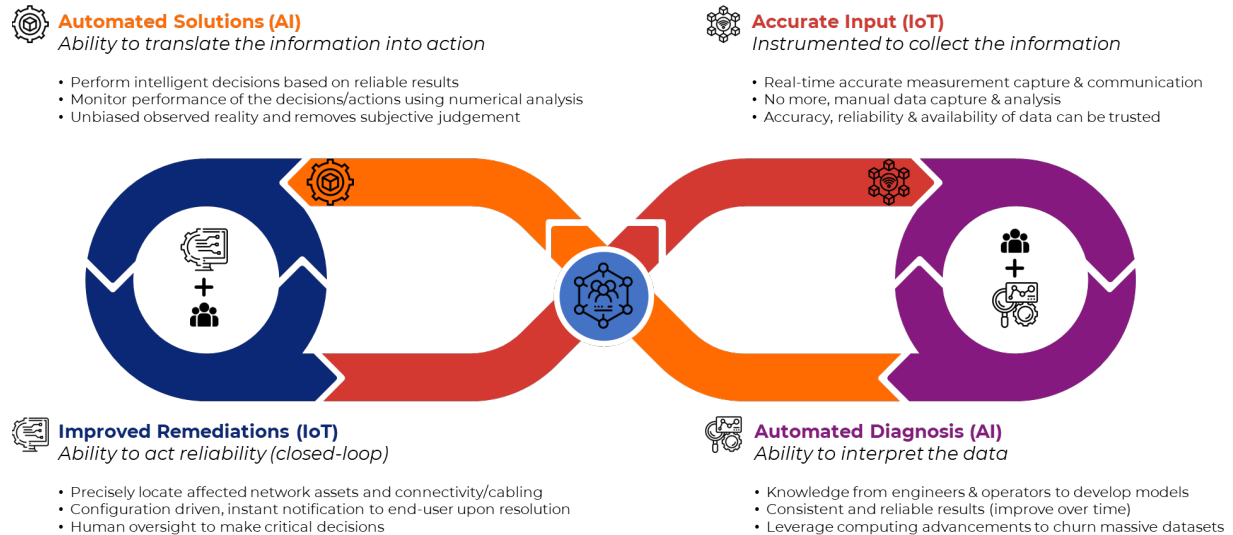 Automated Solutions (AI)
Ability to translate the information into action
• Perform intelligent decisions based on reliable results
• Monitor performance of the decisions/actions using numerical analysis
• Unbiased observed reality and removes subjective judgement
Accurate Input (IoT)
Instrumented to collect the information
• Real-time accurate measurement capture & communication
• No more, manual data capture & analysis
• Accuracy, reliability & availability of data can be trusted
+
+
Improved Remediations (IoT)
Ability to act reliability (closed-loop)
• Precisely locate affected network assets and connectivity/cabling
• Configuration driven, instant notification to end-user upon resolution
• Human oversight to make critical decisions
Automated Diagnosis (AI)
Ability to interpret the data
• Knowledge from engineers & operators to develop models
• Consistent and reliable results (improve over time)
• Leverage computing advancements to churn massive datasets